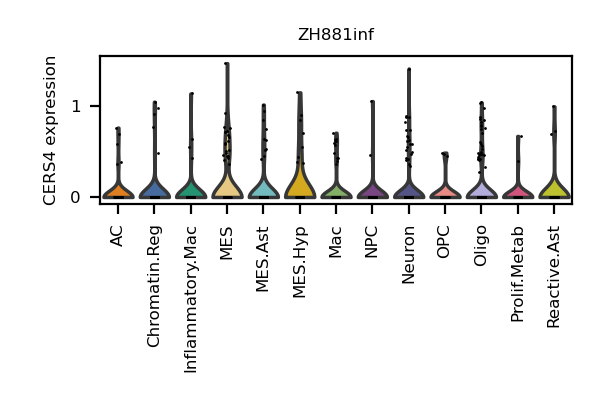 ZH881inf
CERS4 expression
1
0
AC
Chromatin.Reg
Inflammatory.Mac
MES
MES.Ast
MES.Hyp
Mac
NPC
Neuron
OPC
Oligo
Prolif.Metab
Reactive.Ast